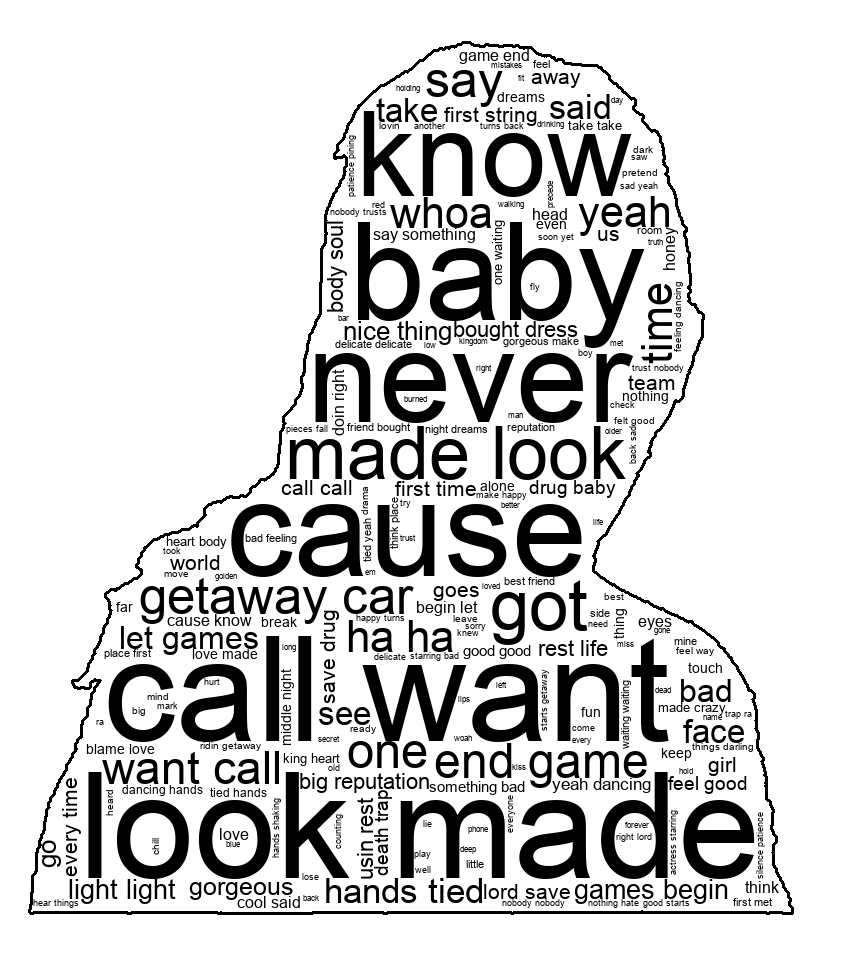 game end
mistakes feel
say fit away
holding dreams day
take first string said
lovin another turns back drinking take take
know
patience pining
dark
saw
pretend
sad yeah
precede
red walking
nobody trusts whoa head yeah
even
say something soon yet us room
truth
honey
body soul
one waiting
baby
fly
time
feeling dancing
bar
nice thing bought dress
delicate delicate low kingdom gorgeous make met
boy
never
right
trust nobody
team
nothing
doin right
burned
check
man
felt good
pieces fall friend bought night dreams reputation older
made look
back sad
call call first time alone drug baby
make happy
better
tied yeah drama
think place
try
cause
life
heart body bad feeling trust
took
world
move golden em
getaway car goes loved best friend
got best
far begin let side
need
thing
eyes
cause know break happy turns leave
sorry
gone
let games ha ha knew miss mine
place first love made save drug delicate starring bad good good rest life feel way
long
call want
touch
hurt left dead
mind
mark
big
middle night
lips
starts getaway
waiting waiting
bad
made crazy
name trap ra
ra see fun
ready come
face
secret woah every
blame love ridin getaway king heart one end game keep things darling
want call old kiss hold girl
big reputation something bad yeah dancing feel good
look made
dancing hands tied hands
heard
every time
go
hands shaking
counting
usin rest
death trap
everyone
actress starring
silence patience
lie phone forever
love right lord
blue
chill
play deep
well little
lose
light light gorgeous hands tied lord save games begin think
hear things cool said back nobody nobody nothing hate good starts first met